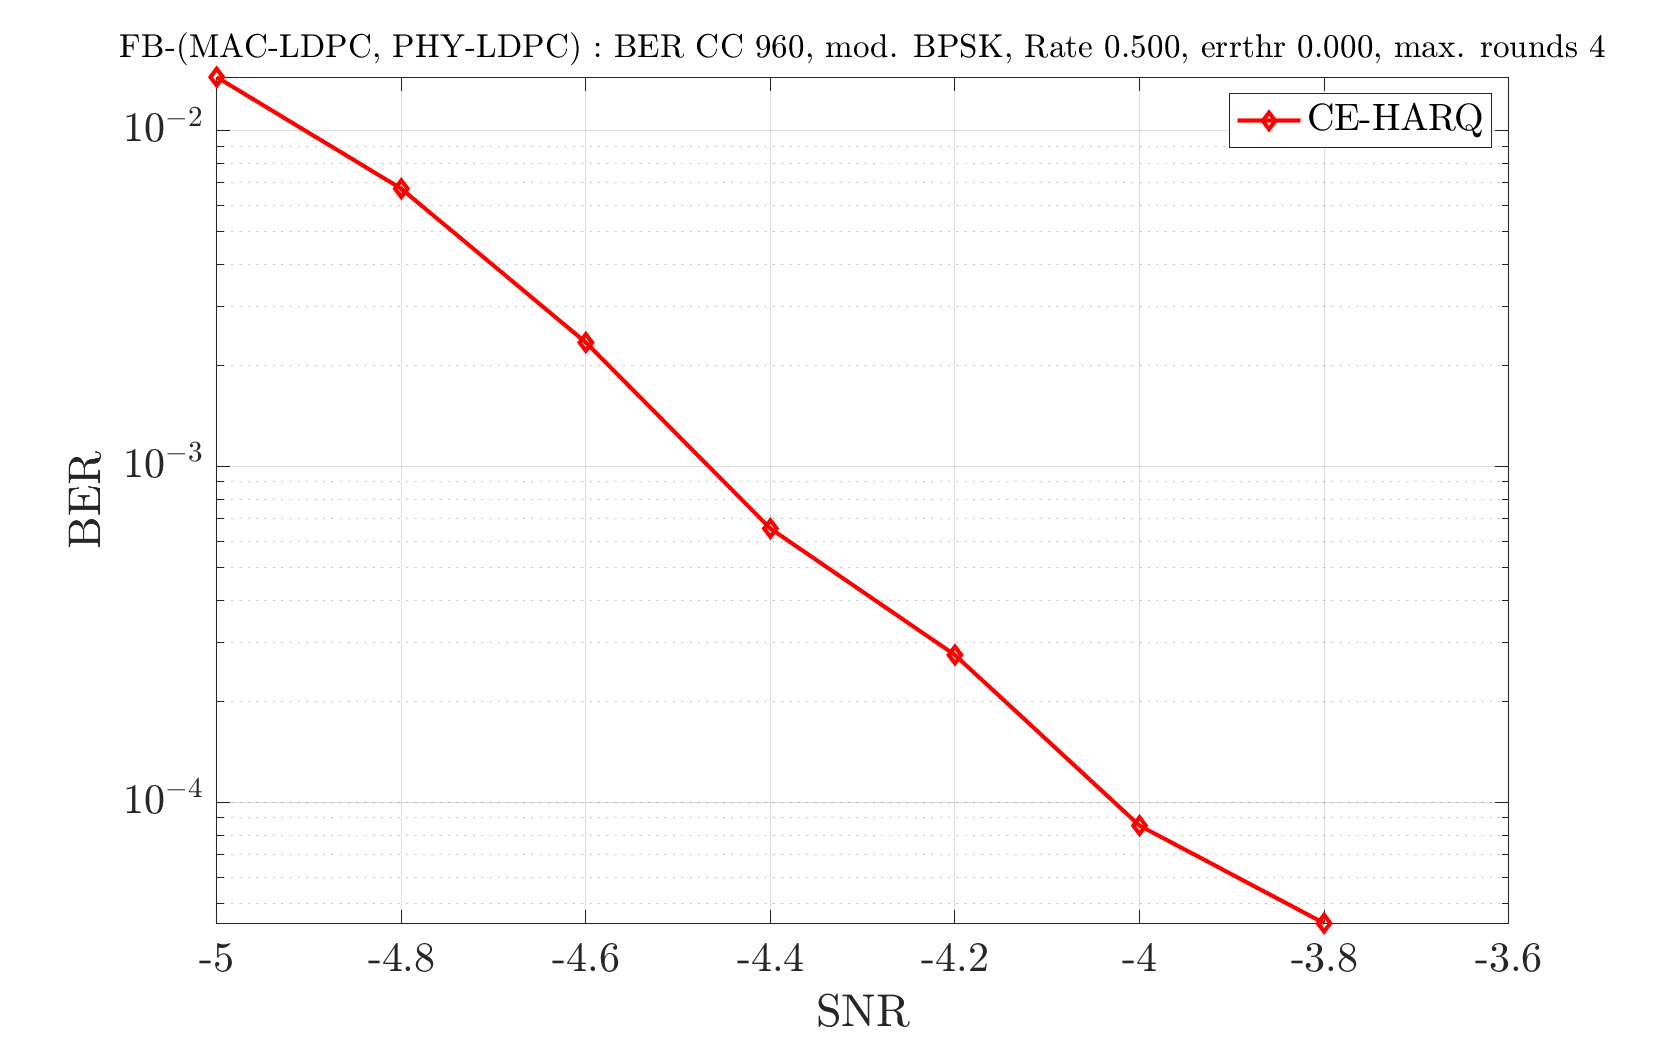 FB-(MAC-LDPC, PHY-LDPC) : BER CC 960, mod. BPSK, Rate 0.500, errthr 0.000, max. rounds 4
CE-HARQ
10⁻²
10⁻³
10⁻⁴
BER
-5 -4.8 -4.6 -4.4 -4.2 -4 -3.8 -3.6
SNR